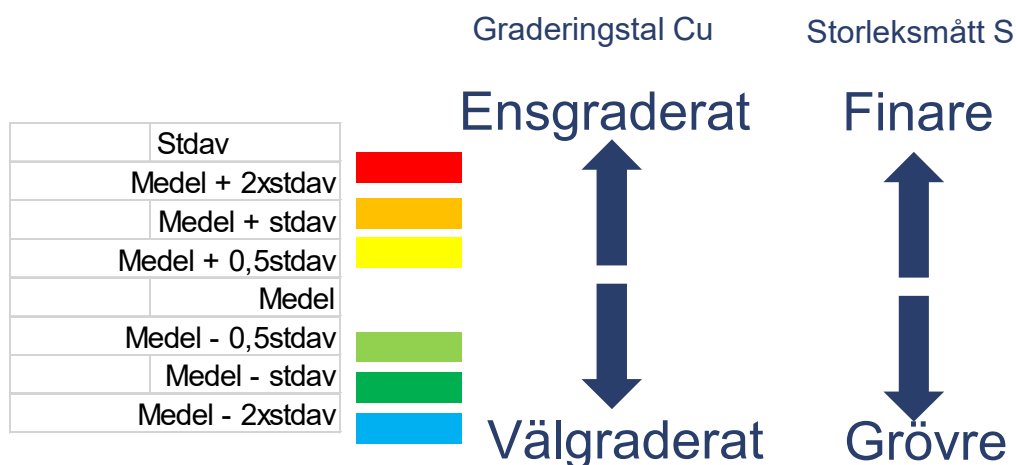 Graderingstal Cu
Storleksmått S
Ensgraderat
Finare
Stdav
Medel + 2xstdav
Medel + stdav
Medel + 0,5stdav
Medel
Medel - 0,5stdav
Medel - stdav
Medel - 2xstdav
Välgraderat
Grövre